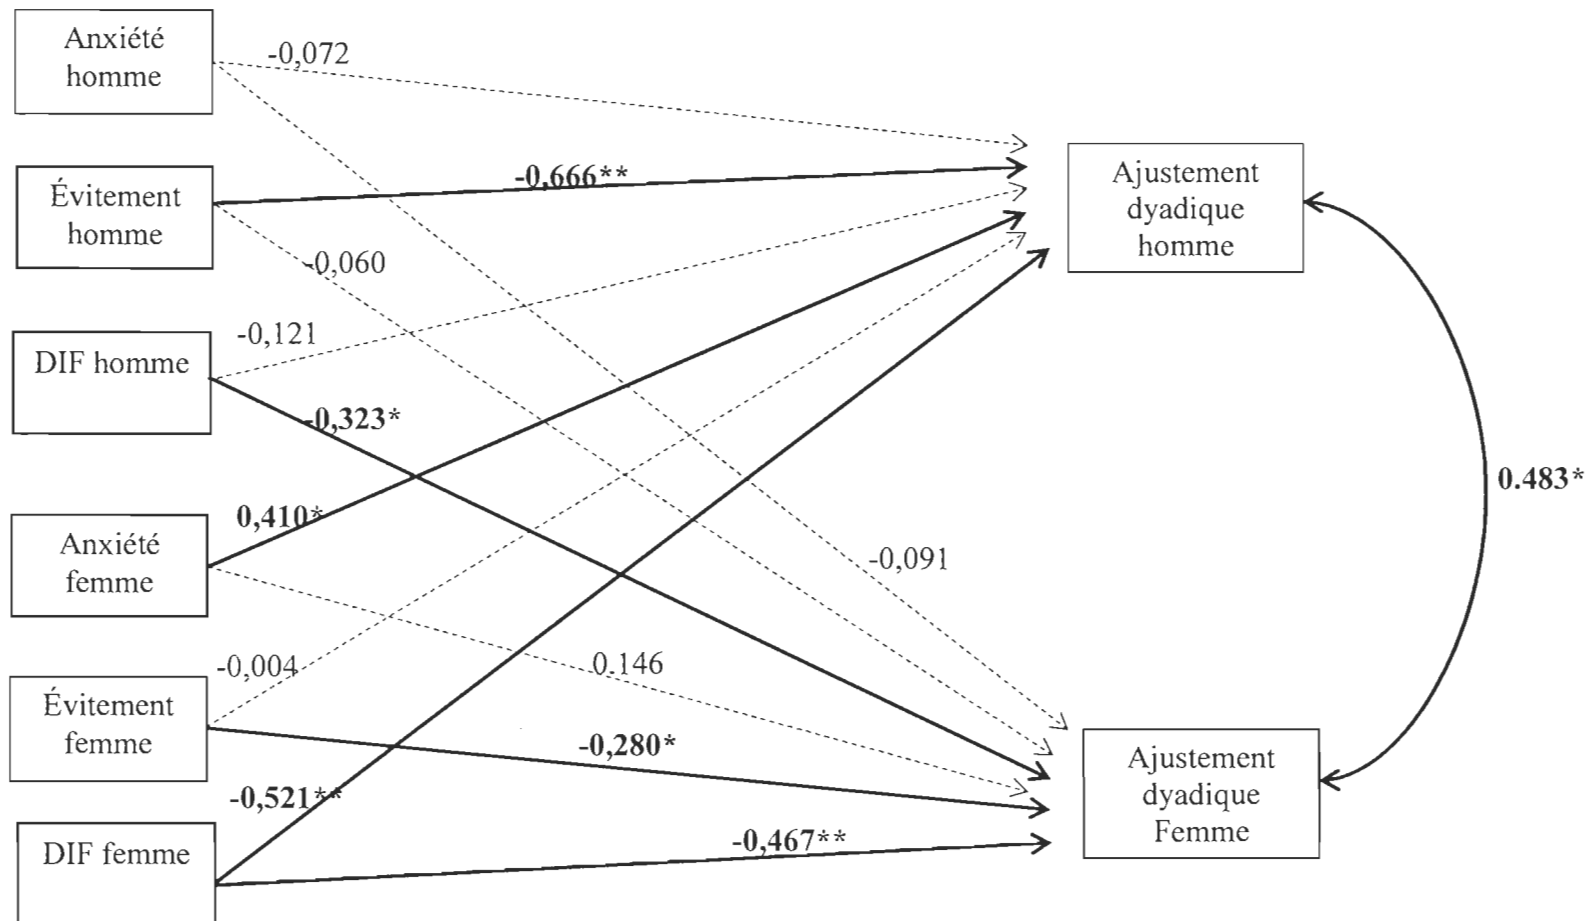 Anxiété
homme
-0,072
Évitement
homme
-0,666**
-0,060
Ajustement
dyadique
homme
DIF homme
-0,121
-0,323*
0.483*
Anxiété
femme
0,410*
-0,091
Évitement
femme
-0,004
0.146
-0,280*
Ajustement
dyadique
Femme
DIF femme
-0,521**
-0,467**